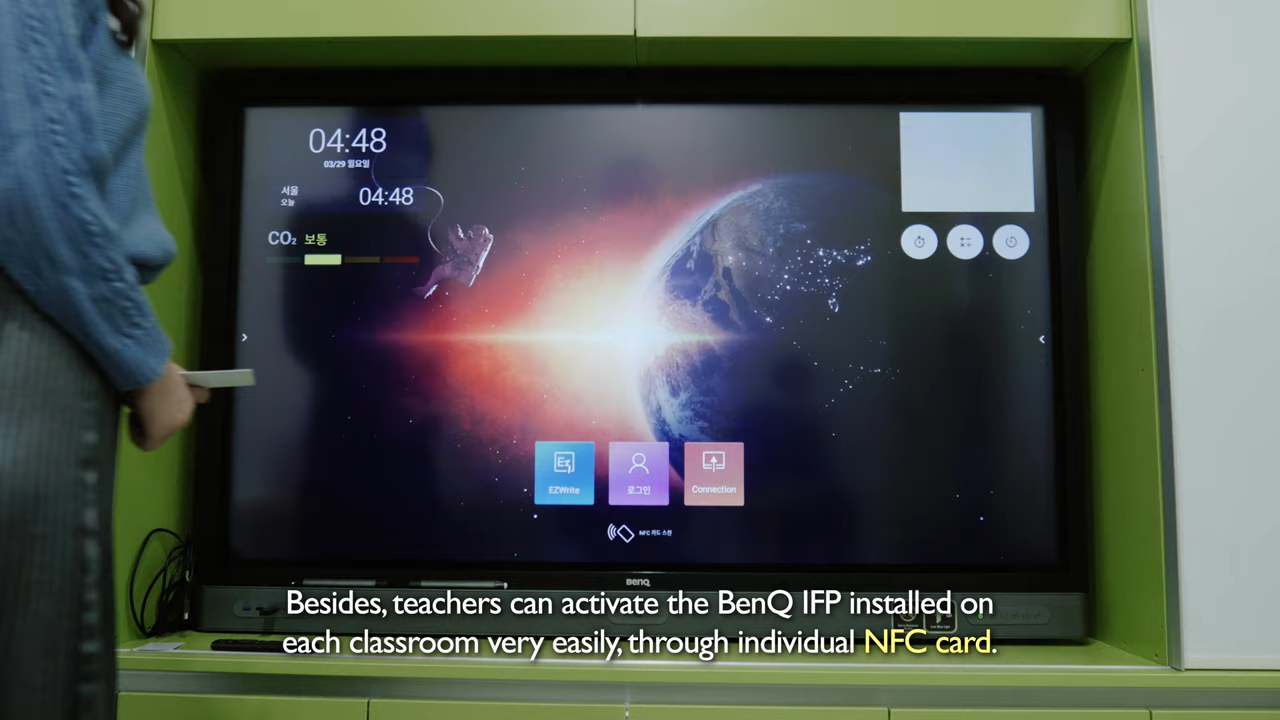 04:48
03/29 월요일
서울
오늘
04:48
CO₂ 보통
EZWrite
로그인
Connection
NFC 카드 스캔
BenQ
Besides, teachers can activate the BenQ IFP installed on
each classroom very easily, through individual NFC card.